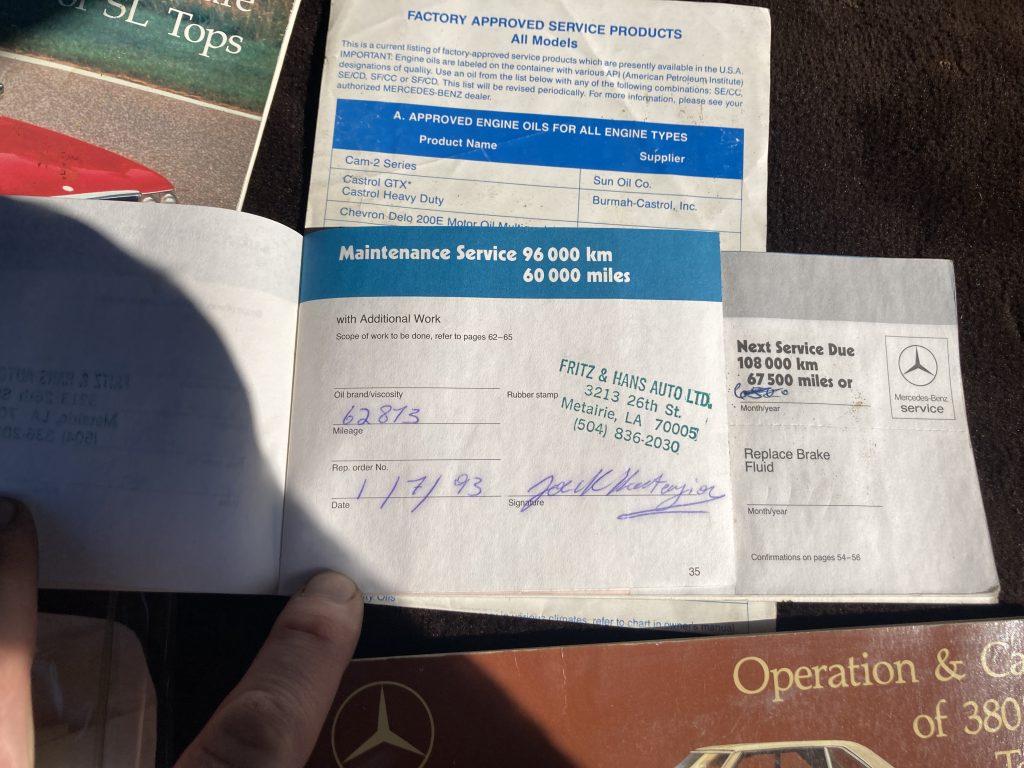 of SL Tops
FACTORY APPROVED SERVICE PRODUCTS
All Models
This is a current listing of factory-approved service products which are presently available in the U.S.A.
IMPORTANT: Engine oils are labeled on the container with various API (American Petroleum Institute)
designations of quality. Use an oil from the list below with any of the following combinations: SE/CC,
SE/CD, SF/CC or SF/CD. This list will be revised periodically. For more information, please see your
authorized MERCEDES-BENZ dealer.
A. APPROVED ENGINE OILS FOR ALL ENGINE TYPES
Product Name Supplier
Cam-2 Series Sun Oil Co.
Castrol GTX* Burmah-Castrol, Inc.
Castrol Heavy Duty
Chevron Delo 200E Motor Oil
Maintenance Service 96 000 km
60 000 miles
with Additional Work
Scope of work to be done, refer to pages 62–65
Oil brand/viscosity
62873
Mileage
Rep. order No.
1/7/93
Date
Rubber stamp
FRITZ & HANS AUTO LTD.
3213 26th St.
Metairie, LA 70005
(504) 836-2030
Signature
35
Next Service Due
108 000 km
67 500 miles or
Month/year
Mercedes-Benz
service
Replace Brake
Fluid
Month/year
Confirmations on pages 54–56
climates, refer to chart in owner's manual
Operation &
of 380